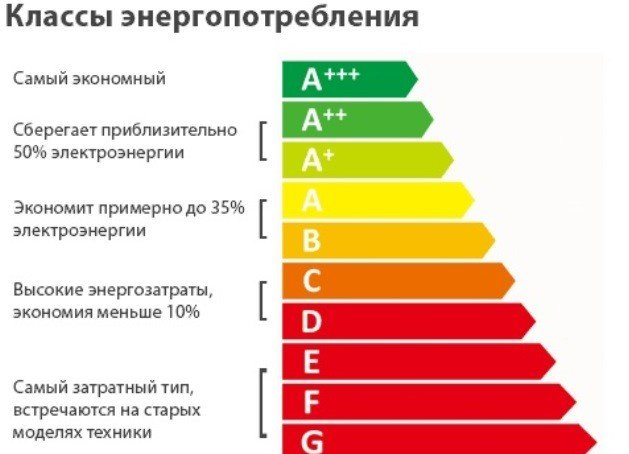 Классы энергопотребления
Самый экономный
A+++
Сберегает приблизительно
50% электроэнергии
A++
A+
Экономит примерно до 35%
электроэнергии
A
B
Высокие энергозатраты,
экономия меньше 10%
C
D
Самый затратный тип,
встречаются на старых
моделях техники
E
F
G